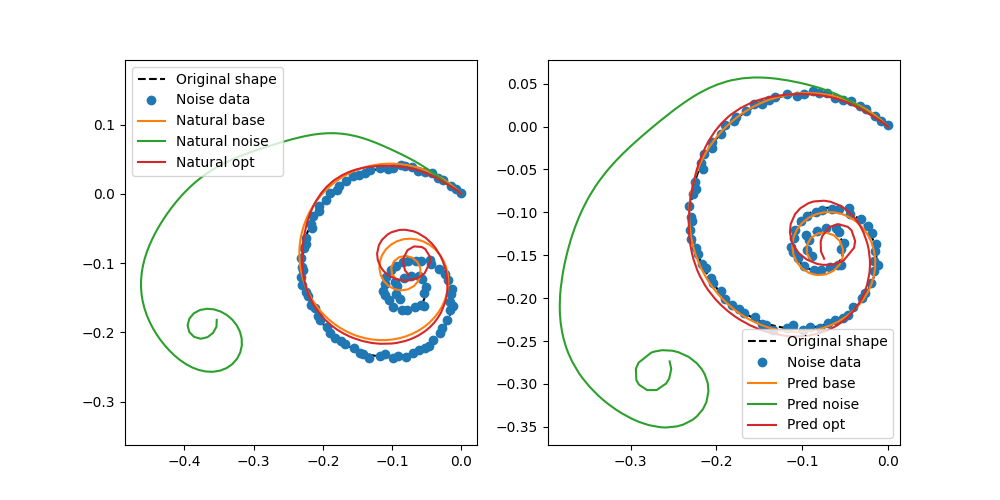 Original shape
Noise data
Natural base
Natural noise
Natural opt
0.1
0.0
−0.1
−0.2
−0.3
−0.4
−0.3
−0.2
−0.1
0.0
0.05
0.00
−0.05
−0.10
−0.15
−0.20
−0.25
−0.30
−0.35
Original shape
Noise data
Pred base
Pred noise
Pred opt
−0.3
−0.2
−0.1
0.0